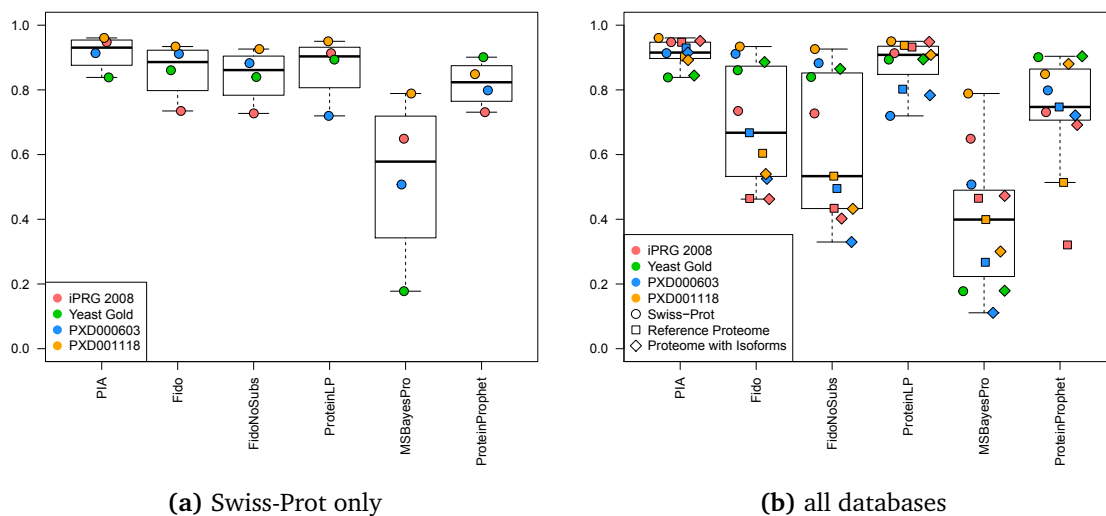 1.0
0.8
0.6
0.4
0.2
0.0
iPRG 2008
Yeast Gold
PXD000603
PXD001118
PIA
Fido
FidoNoSubs
ProteinLP
MSBayesPro
ProteinProphet
(a) Swiss-Prot only
1.0
0.8
0.6
0.4
0.2
0.0
iPRG 2008
Yeast Gold
PXD000603
PXD001118
Swiss−Prot
Reference Proteome
Proteome with Isoforms
PIA
Fido
FidoNoSubs
ProteinLP
MSBayesPro
ProteinProphet
(b) all databases